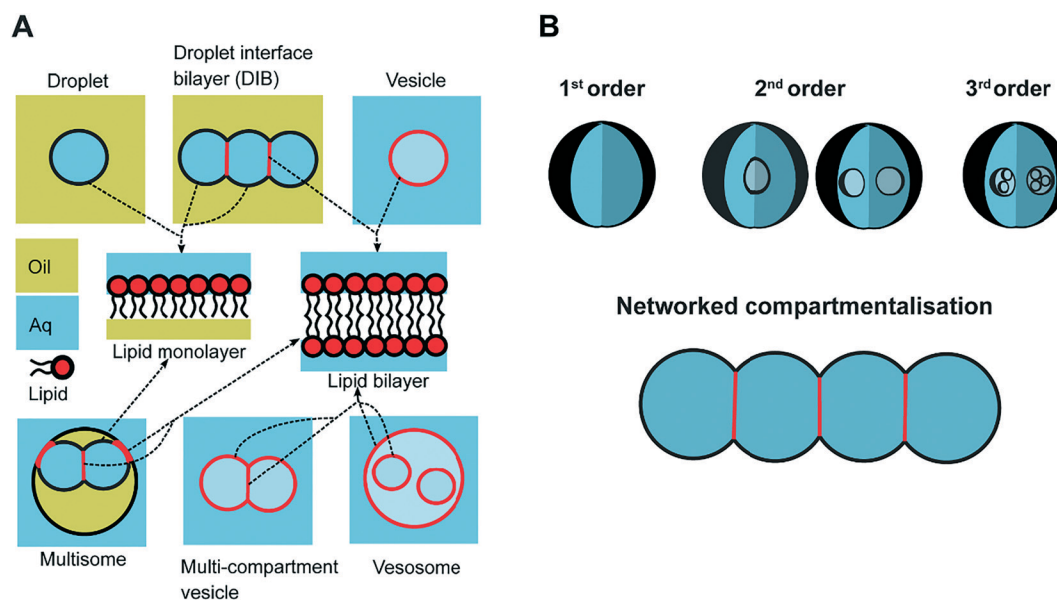 A
Droplet
Droplet interface
bilayer (DIB)
Vesicle
Oil
Aq
Lipid
Lipid monolayer
Lipid bilayer
Multisome
Multi-compartment
vesicle
Vesosome
B
1st order
2nd order
3rd order
Networked compartmentalisation